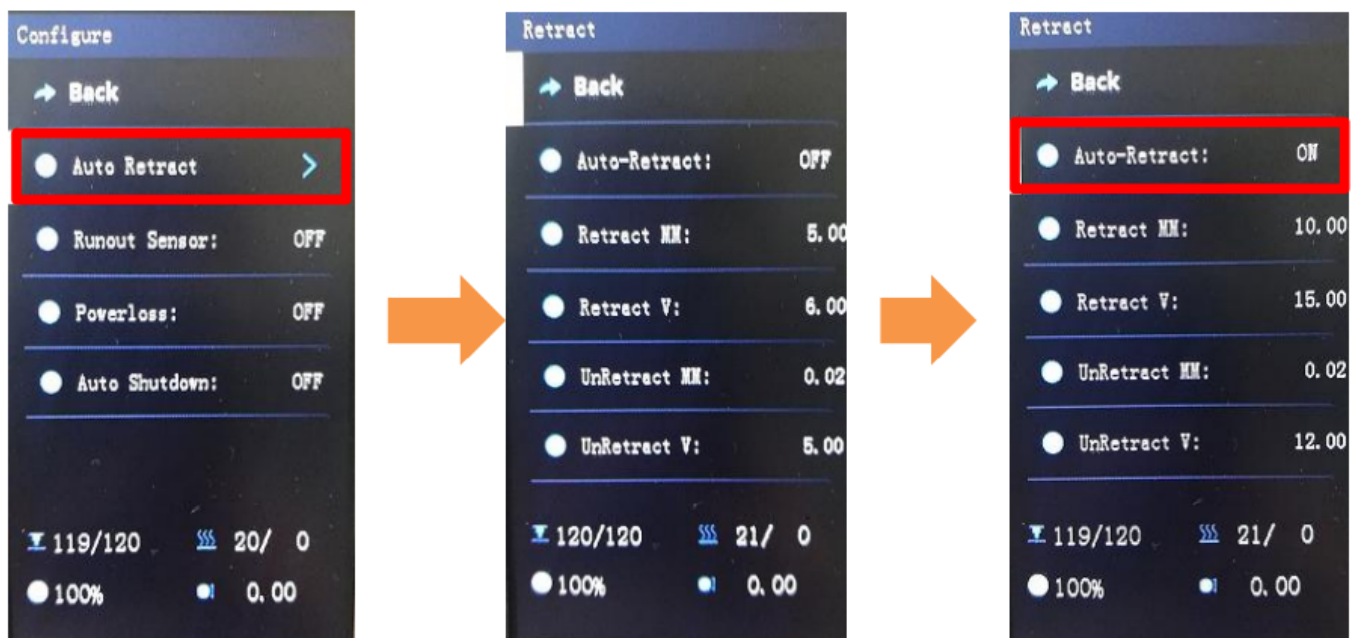 Configure
Back
Auto Retract >
Runout Sensor: OFF
Powerloss: OFF
Auto Shutdown: OFF
119/120 20/ 0
100% 0.00
Retract
Back
Auto-Retract: OFF
Retract MM: 5.00
Retract V: 6.00
UnRetract MM: 0.02
UnRetract V: 5.00
120/120 21/ 0
100% 0.00
Retract
Back
Auto-Retract: ON
Retract MM: 10.00
Retract V: 15.00
UnRetract MM: 0.02
UnRetract V: 12.00
119/120 21/ 0
100% 0.00